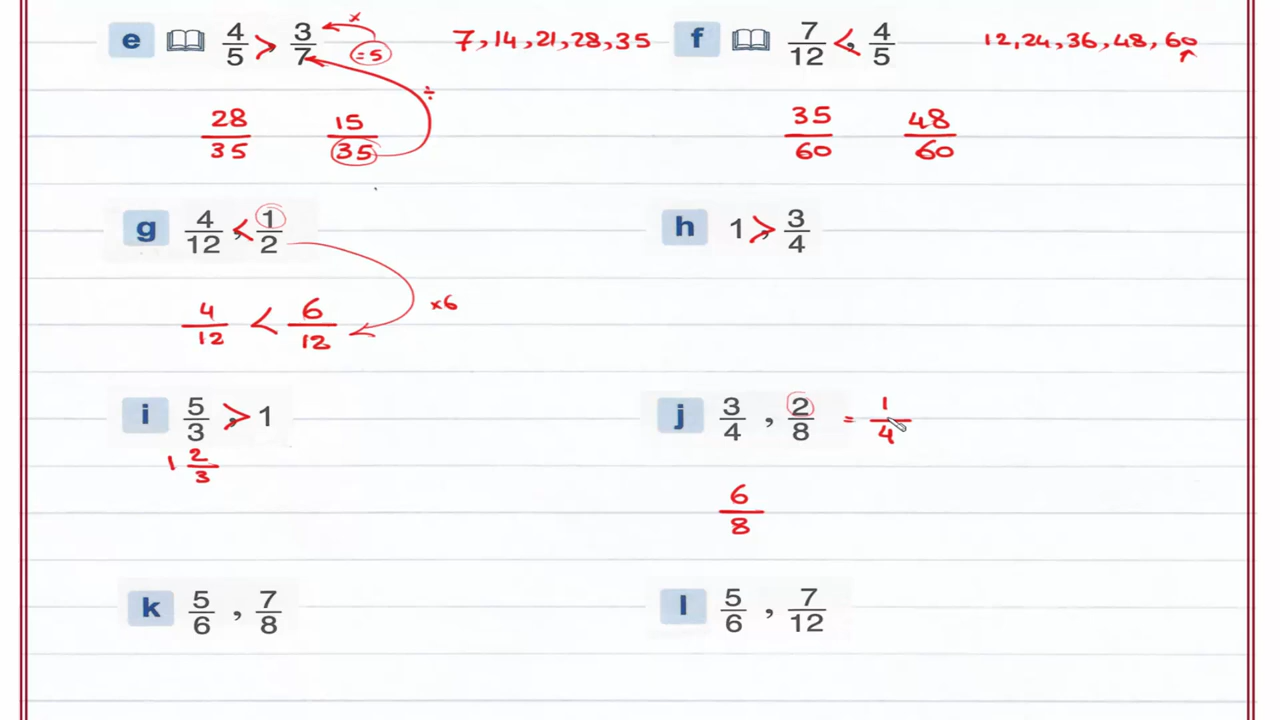 e 4/5 > 3/7 × =5 ÷ 7,14,21,28,35
28/35 15/35
f 7/12 < 4/5 12,24,36,48,60
35/60 48/60
g 4/12 , < 1/2
4/12 < 6/12 ×6
h 1 , > 3/4
i 5/3 , > 1
1 2/3
j 3/4 , 2/8 = 1/4
6/8
k 5/6 , 7/8
l 5/6 , 7/12